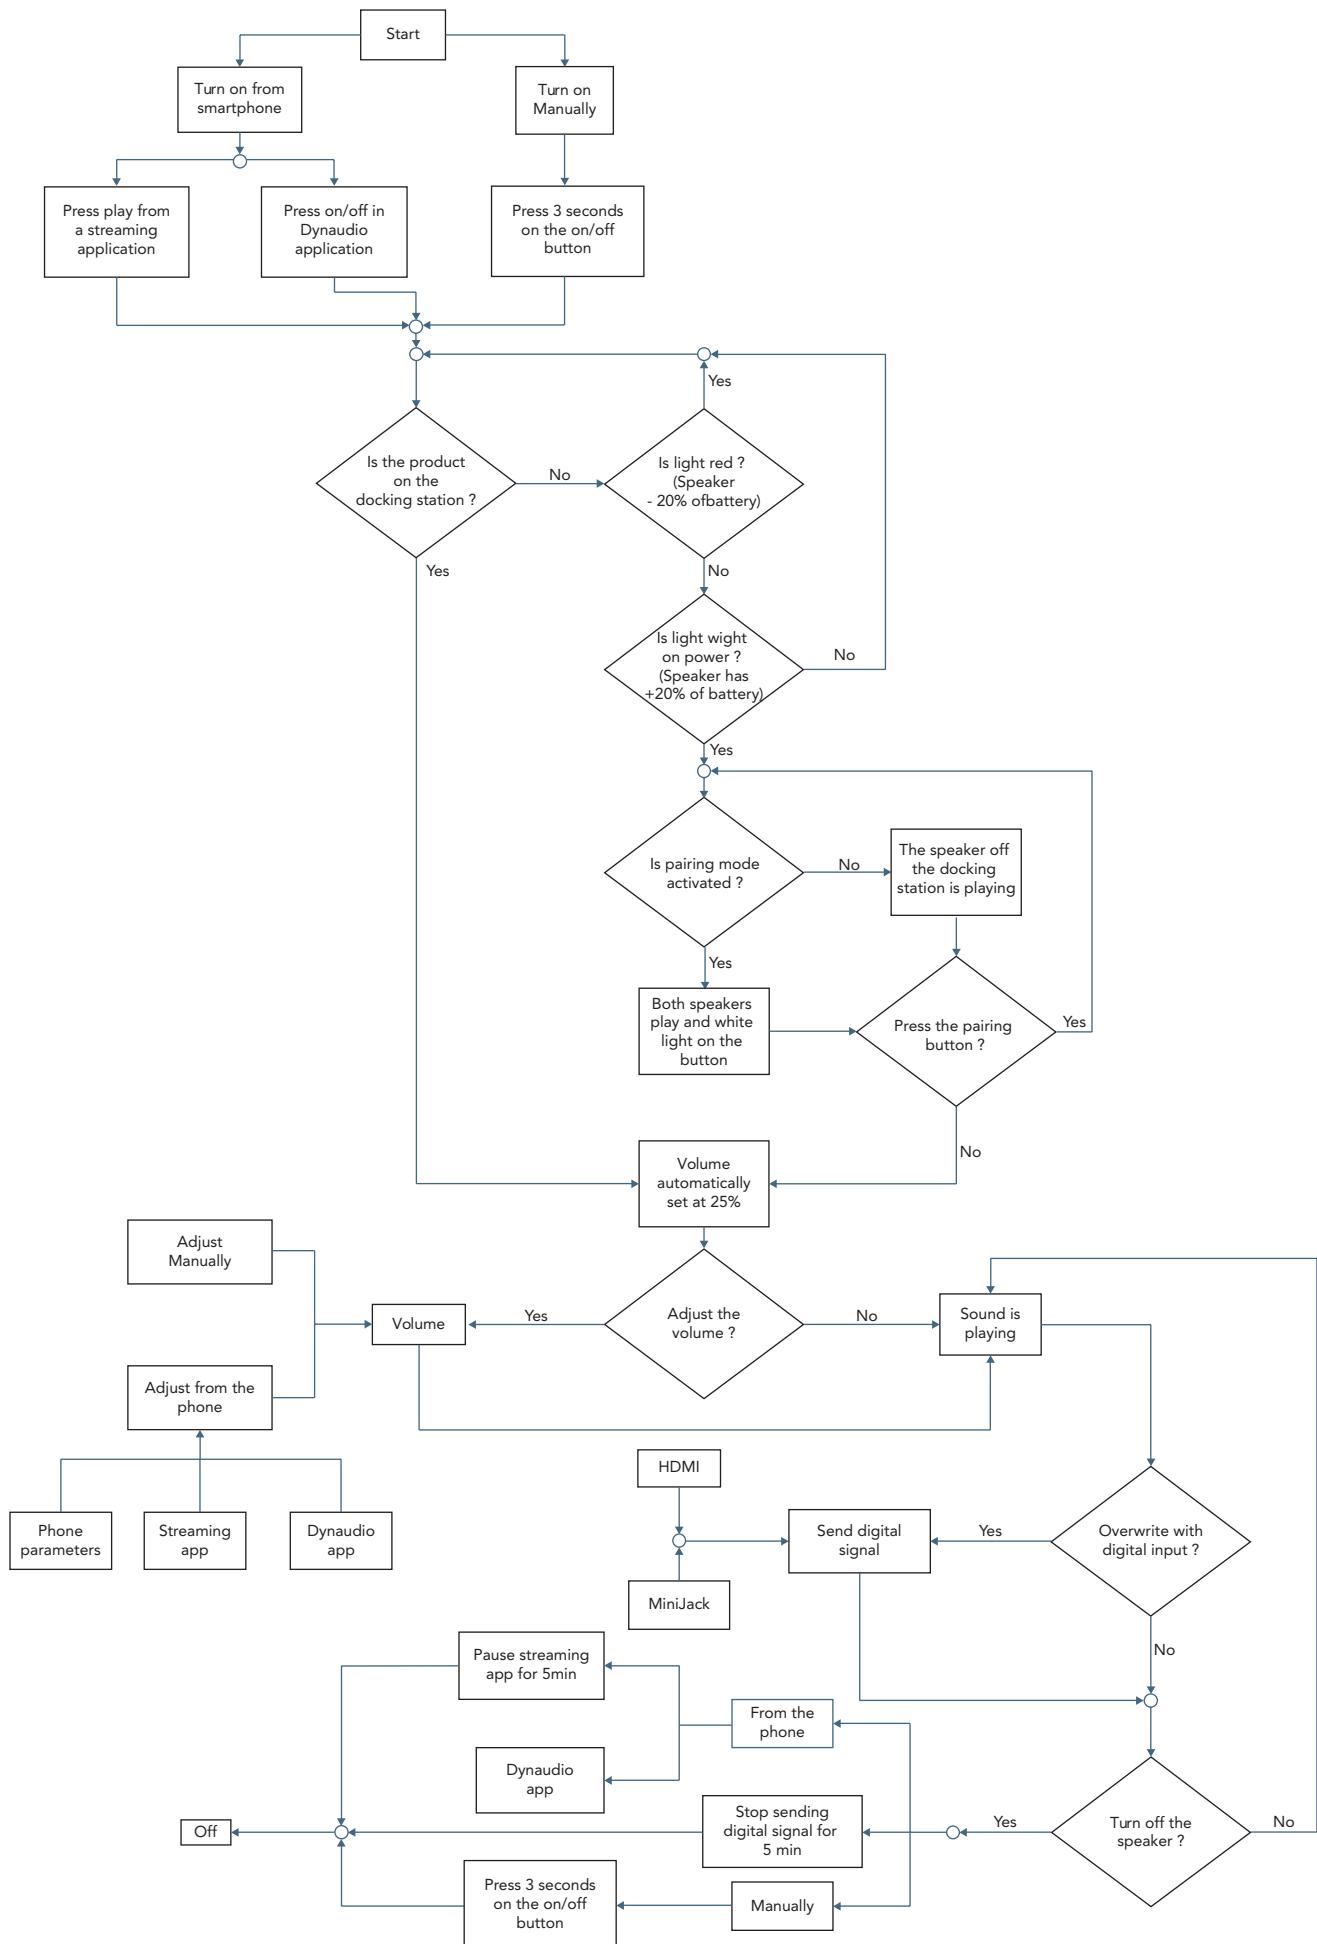 Start
Turn on from
smartphone
Turn on
Manually
Press play from
a streaming
application
Press on/off in
Dynaudio
application
Press 3 seconds
on the on/off
button
Yes
Is the product
on the
docking station ?
No
Is light red ?
(Speaker
- 20% ofbattery)
Yes
No
Is light wight
on power ?
(Speaker has
+20% of battery)
No
Yes
Is pairing mode
activated ?
No
The speaker off
the docking
station is playing
Yes
Both speakers
play and white
light on the
button
Press the pairing
button ?
Yes
No
Volume
automatically
set at 25%
Adjust
Manually
Volume
Yes
Adjust the
volume ?
No
Sound is
playing
Adjust from the
phone
Phone
parameters
Streaming
app
Dynaudio
app
HDMI
MiniJack
Send digital
signal
Yes
Overwrite with
digital input ?
No
Pause streaming
app for 5min
From the
phone
Dynaudio
app
Off
Stop sending
digital signal for
5 min
Yes
Turn off the
speaker ?
No
Press 3 seconds
on the on/off
button
Manually